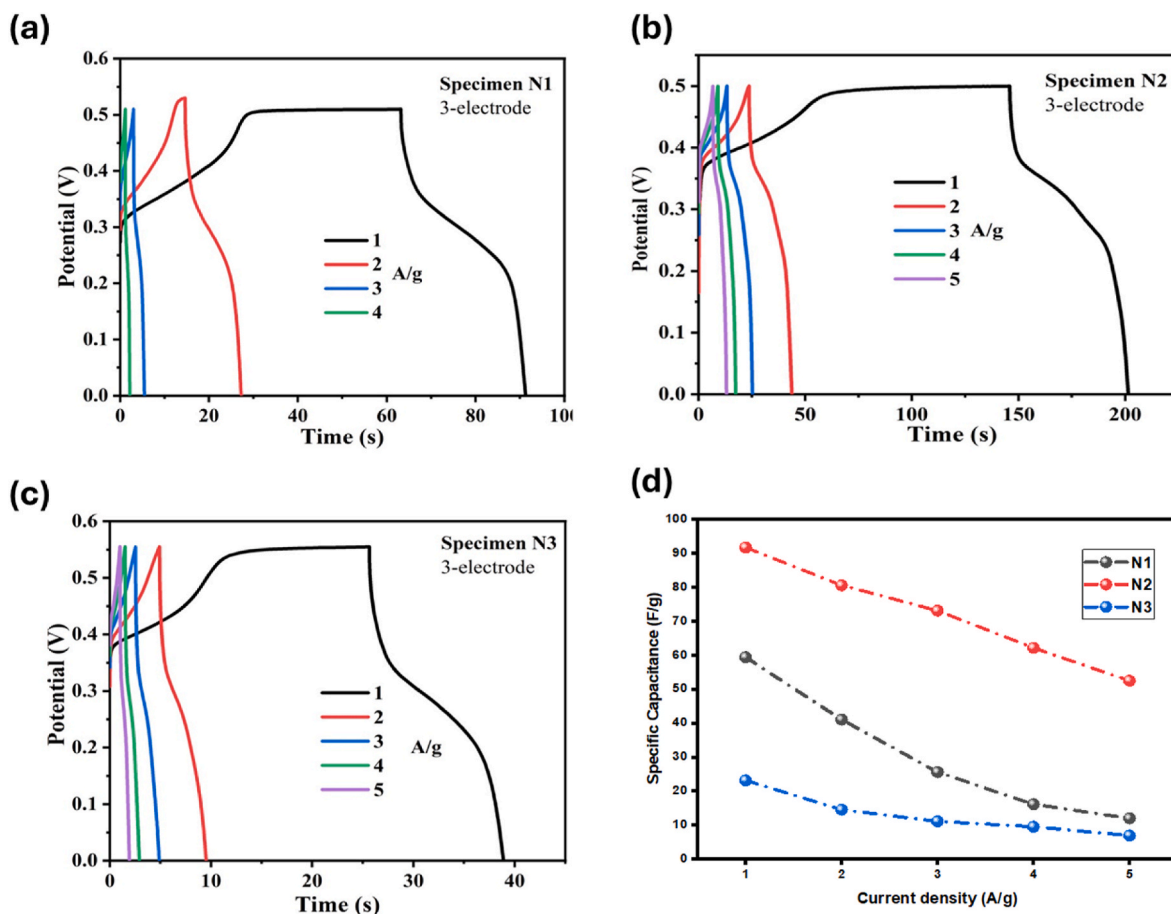 (a)
Specimen N1
3-electrode
0.6
0.5
0.4
0.3
0.2
0.1
0.0
Potential (V)
1
2
3
4
A/g
0
20
40
60
80
100
Time (s)
(b)
Specimen N2
3-electrode
0.5
0.4
0.3
0.2
0.1
0.0
Potential (V)
1
2
3
4
5
A/g
0
50
100
150
200
Time (s)
(c)
Specimen N3
3-electrode
0.6
0.5
0.4
0.3
0.2
0.1
0.0
Potential (V)
1
2
3
4
5
A/g
0
10
20
30
40
Time (s)
(d)
100
90
80
70
60
50
40
30
20
10
0
Specific Capacitance (F/g)
N1
N2
N3
1
2
3
4
5
Current density (A/g)